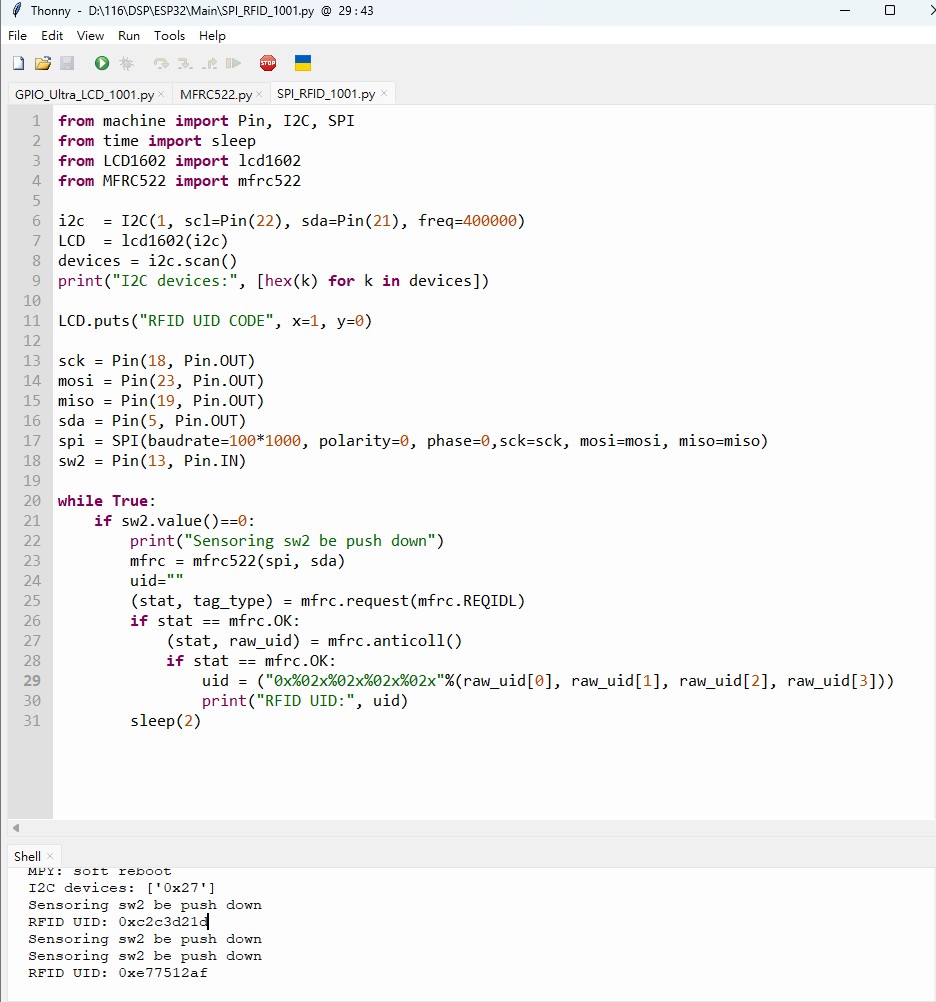 Thonny - D:\116\DSP\ESP32\Main\SPI_RFID_1001.py @ 29:43
File Edit View Run Tools Help
STOP
GPIO_Ultra_LCD_1001.py × MFRC522.py × SPI_RFID_1001.py ×
1 from machine import Pin, I2C, SPI
2 from time import sleep
3 from LCD1602 import lcd1602
4 from MFRC522 import mfrc522
5
6 i2c  = I2C(1, scl=Pin(22), sda=Pin(21), freq=400000)
7 LCD  = lcd1602(i2c)
8 devices = i2c.scan()
9 print("I2C devices:", [hex(k) for k in devices])
10
11 LCD.puts("RFID UID CODE", x=1, y=0)
12
13 sck = Pin(18, Pin.OUT)
14 mosi = Pin(23, Pin.OUT)
15 miso = Pin(19, Pin.OUT)
16 sda = Pin(5, Pin.OUT)
17 spi = SPI(baudrate=100*1000, polarity=0, phase=0,sck=sck, mosi=mosi, miso=miso)
18 sw2 = Pin(13, Pin.IN)
19
20 while True:
21     if sw2.value()==0:
22         print("Sensoring sw2 be push down")
23         mfrc = mfrc522(spi, sda)
24         uid=""
25         (stat, tag_type) = mfrc.request(mfrc.REQIDL)
26         if stat == mfrc.OK:
27             (stat, raw_uid) = mfrc.anticoll()
28             if stat == mfrc.OK:
29                 uid = ("0x%02x%02x%02x%02x"%(raw_uid[0], raw_uid[1], raw_uid[2], raw_uid[3]))
30                 print("RFID UID:", uid)
31         sleep(2)
Shell ×
MPY: soft reboot
I2C devices: ['0x27']
Sensoring sw2 be push down
RFID UID: 0xc2c3d21d
Sensoring sw2 be push down
Sensoring sw2 be push down
RFID UID: 0xe77512af